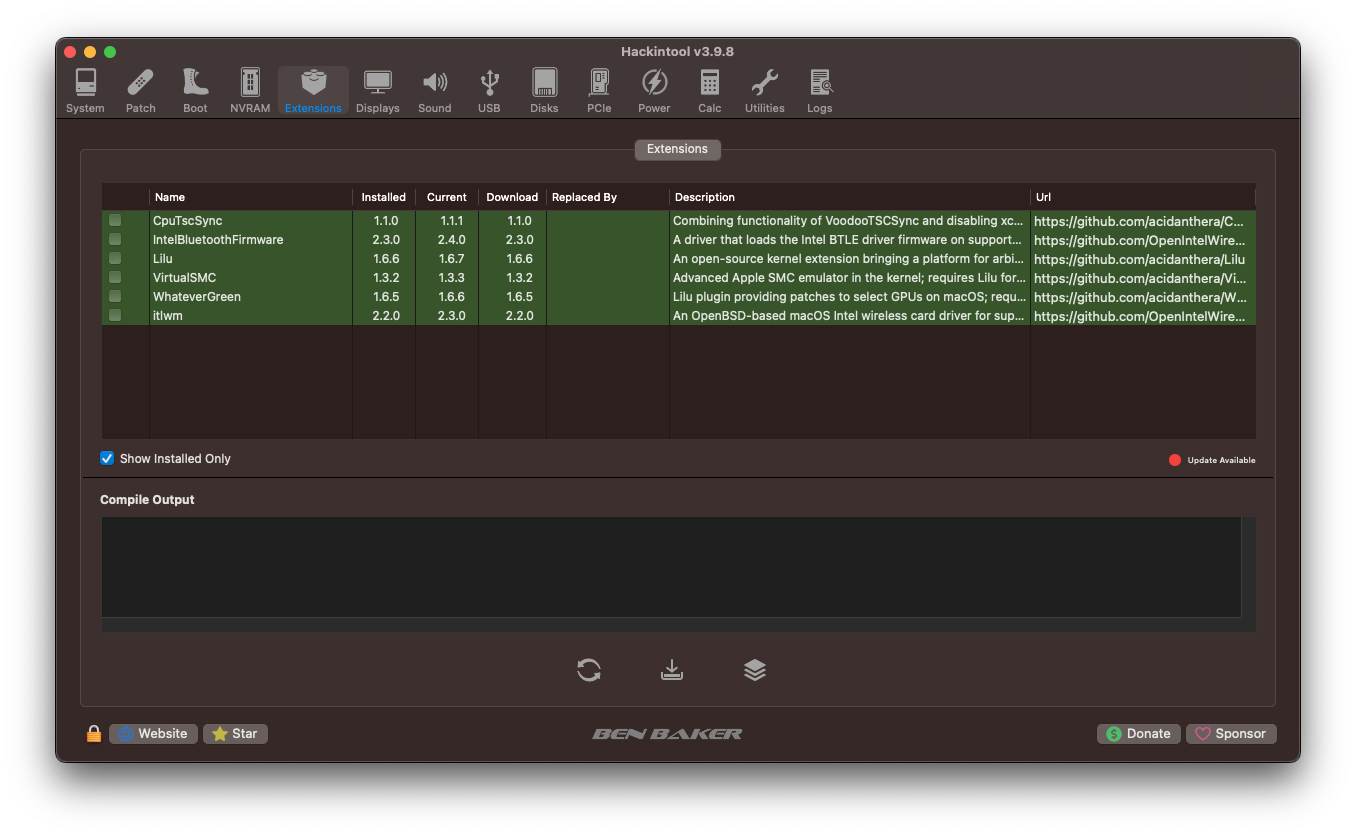 Hackintool v3.9.8
System Patch Boot NVRAM Extensions Displays Sound USB Disks PCIe Power Calc Utilities Logs
Extensions
Name Installed Current Download Replaced By Description Url
CpuTscSync 1.1.0 1.1.1 1.1.0 Combining functionality of VoodooTSCSync and disabling xc... https://github.com/acidanthera/C...
IntelBluetoothFirmware 2.3.0 2.4.0 2.3.0 A driver that loads the Intel BTLE driver firmware on support... https://github.com/OpenIntelWire...
Lilu 1.6.6 1.6.7 1.6.6 An open-source kernel extension bringing a platform for arbi... https://github.com/acidanthera/Lilu
VirtualSMC 1.3.2 1.3.3 1.3.2 Advanced Apple SMC emulator in the kernel; requires Lilu for... https://github.com/acidanthera/Vi...
WhateverGreen 1.6.5 1.6.6 1.6.5 Lilu plugin providing patches to select GPUs on macOS; requ... https://github.com/acidanthera/W...
itlwm 2.2.0 2.3.0 2.2.0 An OpenBSD-based macOS Intel wireless card driver for sup... https://github.com/OpenIntelWire...
Show Installed Only Update Available
Compile Output
Website Star BEN BAKER Donate Sponsor